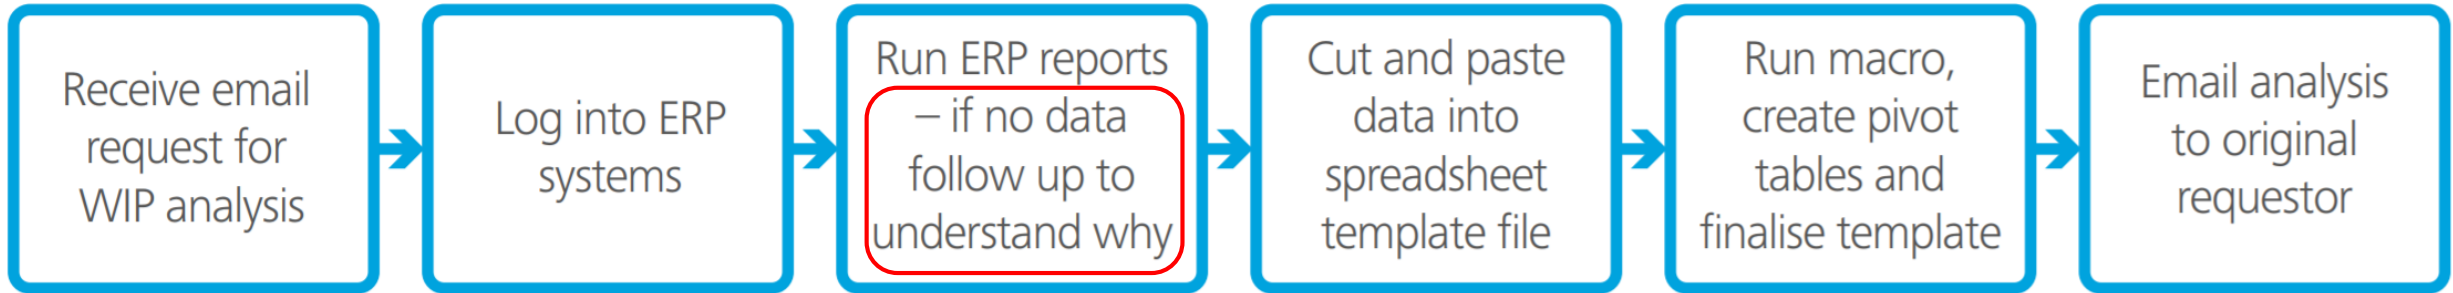 Receive email
request for
WIP analysis
Log into ERP
systems
Run ERP reports
– if no data
follow up to
understand why
Cut and paste
data into
spreadsheet
template file
Run macro,
create pivot
tables and
finalise template
Email analysis
to original
requestor